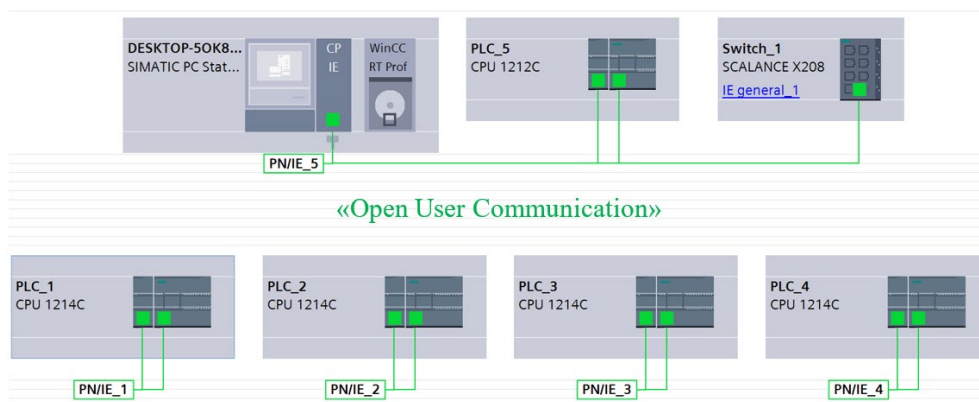 DESKTOP-5OK8...
SIMATIC PC Stat...
CP
IE
WinCC
RT Prof
PLC_5
CPU 1212C
Switch_1
SCALANCE X208
IE general_1
PN/IE_5
«Open User Communication»
PLC_1
CPU 1214C
PLC_2
CPU 1214C
PLC_3
CPU 1214C
PLC_4
CPU 1214C
PN/IE_1
PN/IE_2
PN/IE_3
PN/IE_4